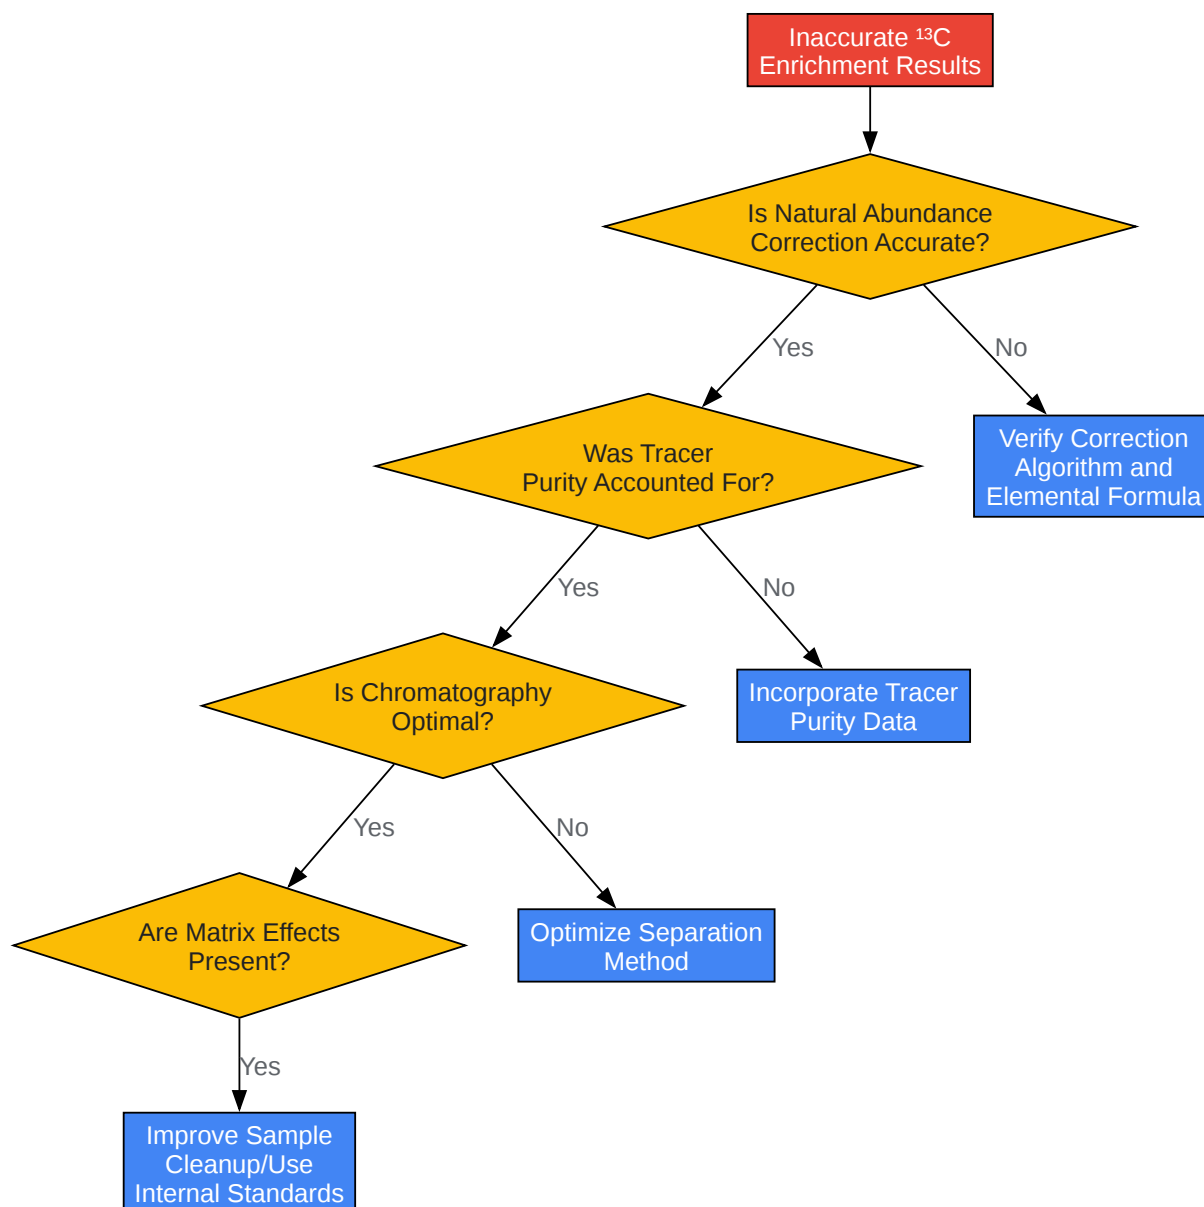 Inaccurate ¹³C
Enrichment Results
Is Natural Abundance
Correction Accurate?
Yes
No
Was Tracer
Purity Accounted For?
Verify Correction
Algorithm and
Elemental Formula
Yes
No
Is Chromatography
Optimal?
Incorporate Tracer
Purity Data
Yes
No
Are Matrix Effects
Present?
Optimize Separation
Method
Yes
Improve Sample
Cleanup/Use
Internal Standards